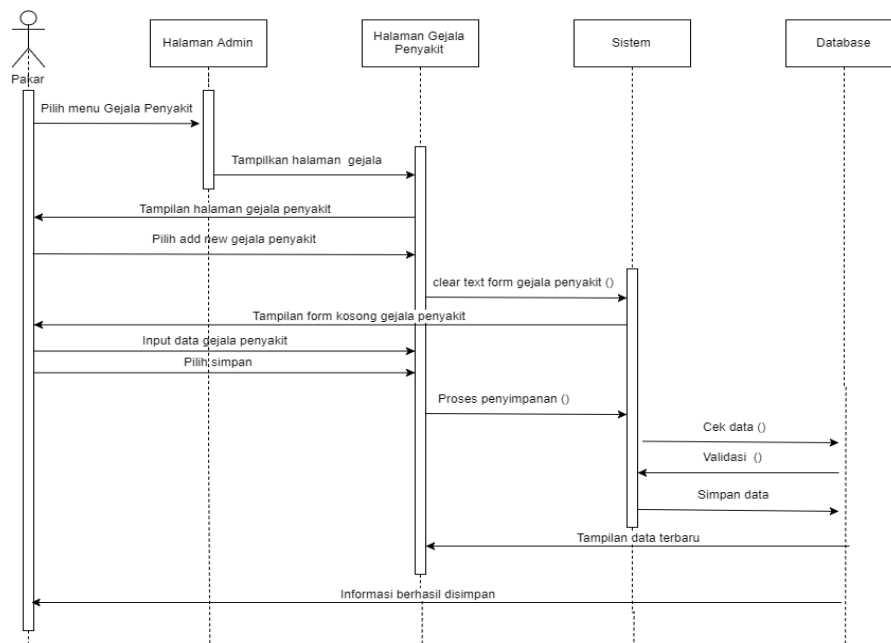 Halaman Admin
Halaman Gejala
Penyakit
Sistem
Database
Pakar
Pilih menu Gejala Penyakit
Tampilkan halaman gejala
Tampilan halaman gejala penyakit
Pilih add new gejala penyakit
clear text form gejala penyakit ()
Tampilan form kosong gejala penyakit
Input data gejala penyakit
Pilih simpan
Proses penyimpanan ()
Cek data ()
Validasi ()
Simpan data
Tampilan data terbaru
Informasi berhasil disimpan